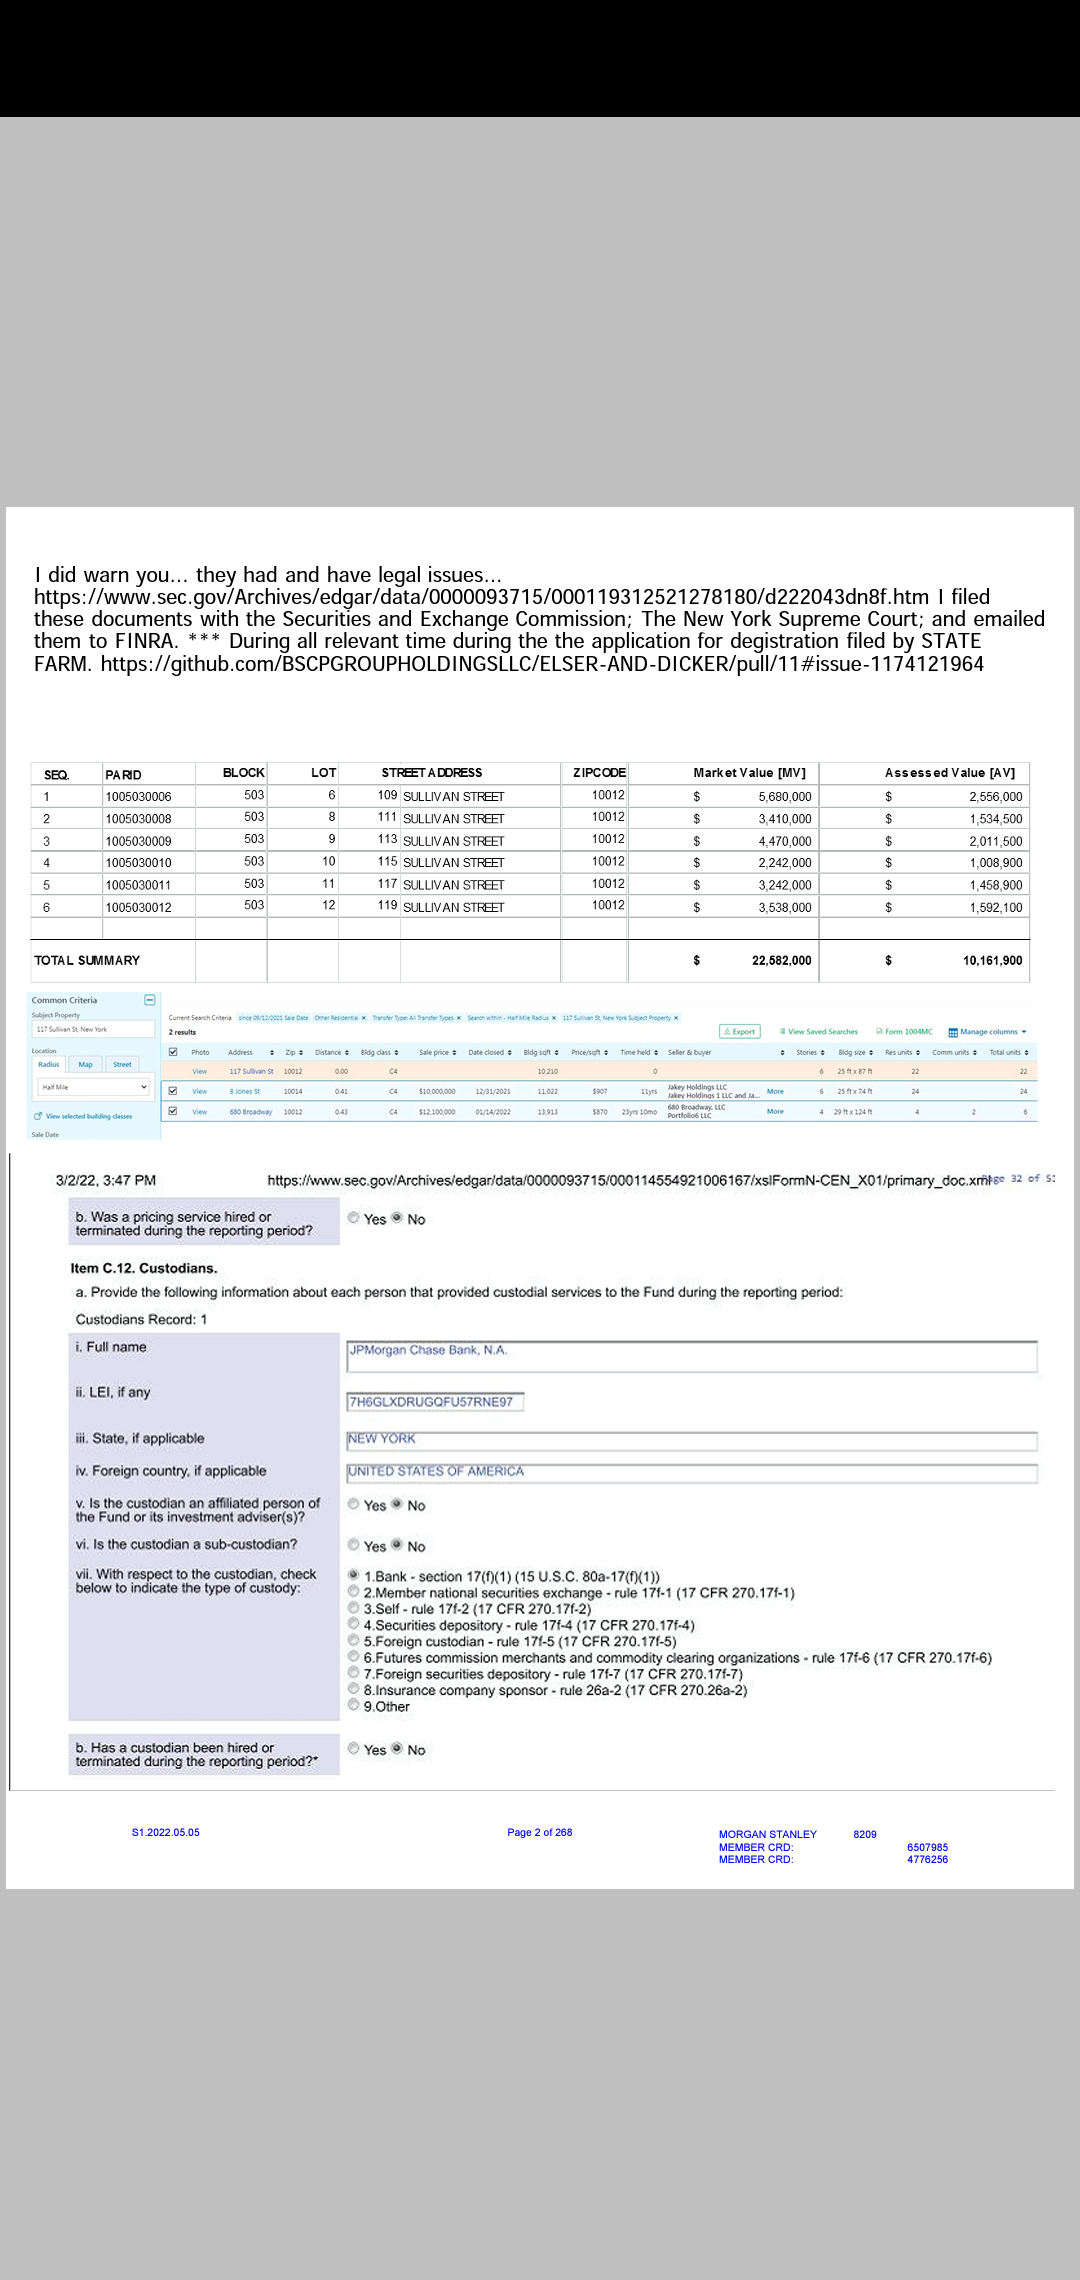 I did warn you... they had and have legal issues...
https://www.sec.gov/Archives/edgar/data/0000093715/000119312521278180/d222043dn8f.htm I filed
these documents with the Securities and Exchange Commission; The New York Supreme Court; and emailed
them to FINRA. *** During all relevant time during the the application for degistration filed by STATE
FARM. https://github.com/BSCPGROUPHOLDINGSLLC/ELSER-AND-DICKER/pull/11#issue-1174121964
SEQ. PARID BLOCK LOT STREET ADDRESS ZIPCODE Market Value [MV] Assessed Value [AV]
1 1005030006 503 6 109 SULLIVAN STREET 10012 $ 5,680,000 $ 2,556,000
2 1005030008 503 8 111 SULLIVAN STREET 10012 $ 3,410,000 $ 1,534,500
3 1005030009 503 9 113 SULLIVAN STREET 10012 $ 4,470,000 $ 2,011,500
4 1005030010 503 10 115 SULLIVAN STREET 10012 $ 2,242,000 $ 1,008,900
5 1005030011 503 11 117 SULLIVAN STREET 10012 $ 3,242,000 $ 1,458,900
6 1005030012 503 12 119 SULLIVAN STREET 10012 $ 3,538,000 $ 1,592,100
TOTAL SUMMARY $ 22,582,000 $ 10,161,900
Common Criteria
Subject Property
117 Sullivan St, New York
Location
Radius Map Street
Half Mile
View selected building classes
Sale Date
Current Search Criteria since 09/12/2021 Sale Date Other Residential x Transfer Type: All Transfer Types x Search within - Half Mile Radius x 117 Sullivan St, New York Subject Property x
2 results Export View Saved Searches Form 1004MC Manage columns
Photo Address Zip Distance Bldg class Sale price Date closed Bldg sqft Price/sqft Time held Seller & buyer Stories Bldg size Res units Comm units Total units
View 117 Sullivan St 10012 0.00 C4 10,210 0 6 25 ft x 87 ft 22 22
View 8 Jones St 10014 0.41 C4 $10,000,000 12/31/2021 11,022 $907 11yrs Jakey Holdings LLC Jakey Holdings 1 LLC and Ja... More 6 25 ft x 74 ft 24 24
View 680 Broadway 10012 0.43 C4 $12,100,000 01/14/2022 13,913 $870 23yrs 10mo 680 Broadway, LLC Portfolio6 LLC More 4 29 ft x 124 ft 4 2 6
3/2/22, 3:47 PM https://www.sec.gov/Archives/edgar/data/0000093715/000114554921006167/xslFormN-CEN_X01/primary_doc.xml
b. Was a pricing service hired or
terminated during the reporting period?
Yes No
Item C.12. Custodians.
a. Provide the following information about each person that provided custodial services to the Fund during the reporting period:
Custodians Record: 1
i. Full name JPMorgan Chase Bank, N.A.
ii. LEI, if any 7H6GLXDRUGQFU57RNE97
iii. State, if applicable NEW YORK
iv. Foreign country, if applicable UNITED STATES OF AMERICA
v. Is the custodian an affiliated person of
the Fund or its investment adviser(s)?
Yes No
vi. Is the custodian a sub-custodian? Yes No
vii. With respect to the custodian, check
below to indicate the type of custody:
1.Bank - section 17(f)(1) (15 U.S.C. 80a-17(f)(1))
2.Member national securities exchange - rule 17f-1 (17 CFR 270.17f-1)
3.Self - rule 17f-2 (17 CFR 270.17f-2)
4.Securities depository - rule 17f-4 (17 CFR 270.17f-4)
5.Foreign custodian - rule 17f-5 (17 CFR 270.17f-5)
6.Futures commission merchants and commodity clearing organizations - rule 17f-6 (17 CFR 270.17f-6)
7.Foreign securities depository - rule 17f-7 (17 CFR 270.17f-7)
8.Insurance company sponsor - rule 26a-2 (17 CFR 270.26a-2)
9.Other
b. Has a custodian been hired or
terminated during the reporting period?*
Yes No
S1.2022.05.05 Page 2 of 268 MORGAN STANLEY 8209
MEMBER CRD: 6507985
MEMBER CRD: 4776256